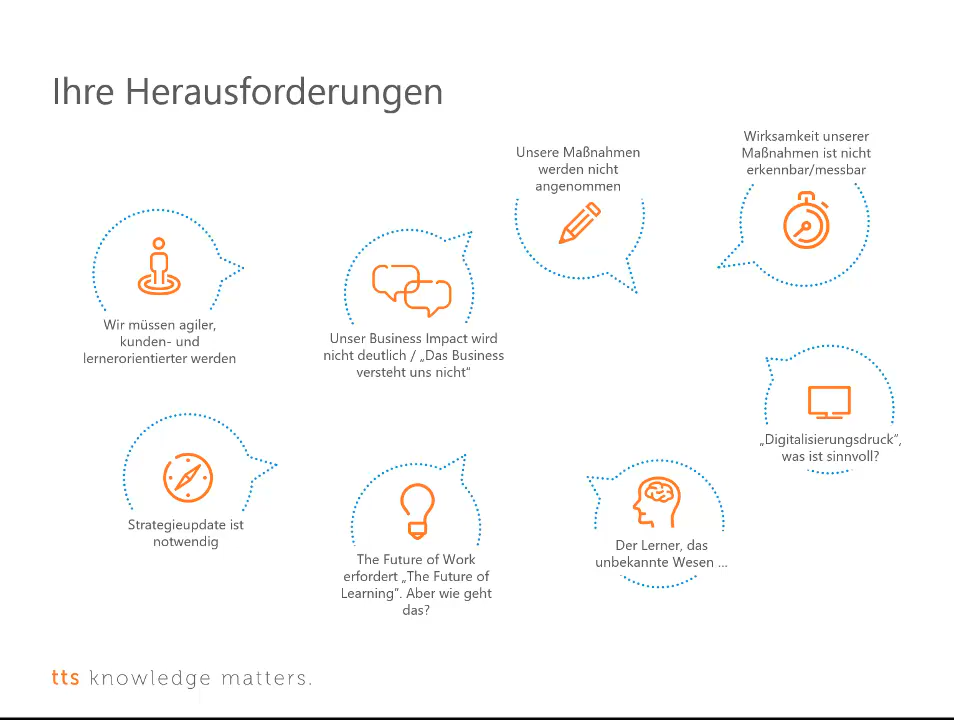 Ihre Herausforderungen
Wir müssen agiler,
kunden- und
lernerorientierter werden
Unser Business Impact wird
nicht deutlich / „Das Business
versteht uns nicht“
Unsere Maßnahmen
werden nicht
angenommen
Wirksamkeit unserer
Maßnahmen ist nicht
erkennbar/messbar
„Digitalisierungsdruck“,
was ist sinnvoll?
Strategieupdate ist
notwendig
The Future of Work
erfordert „The Future of
Learning“. Aber wie geht
das?
Der Lerner, das
unbekannte Wesen ...
tts knowledge matters.